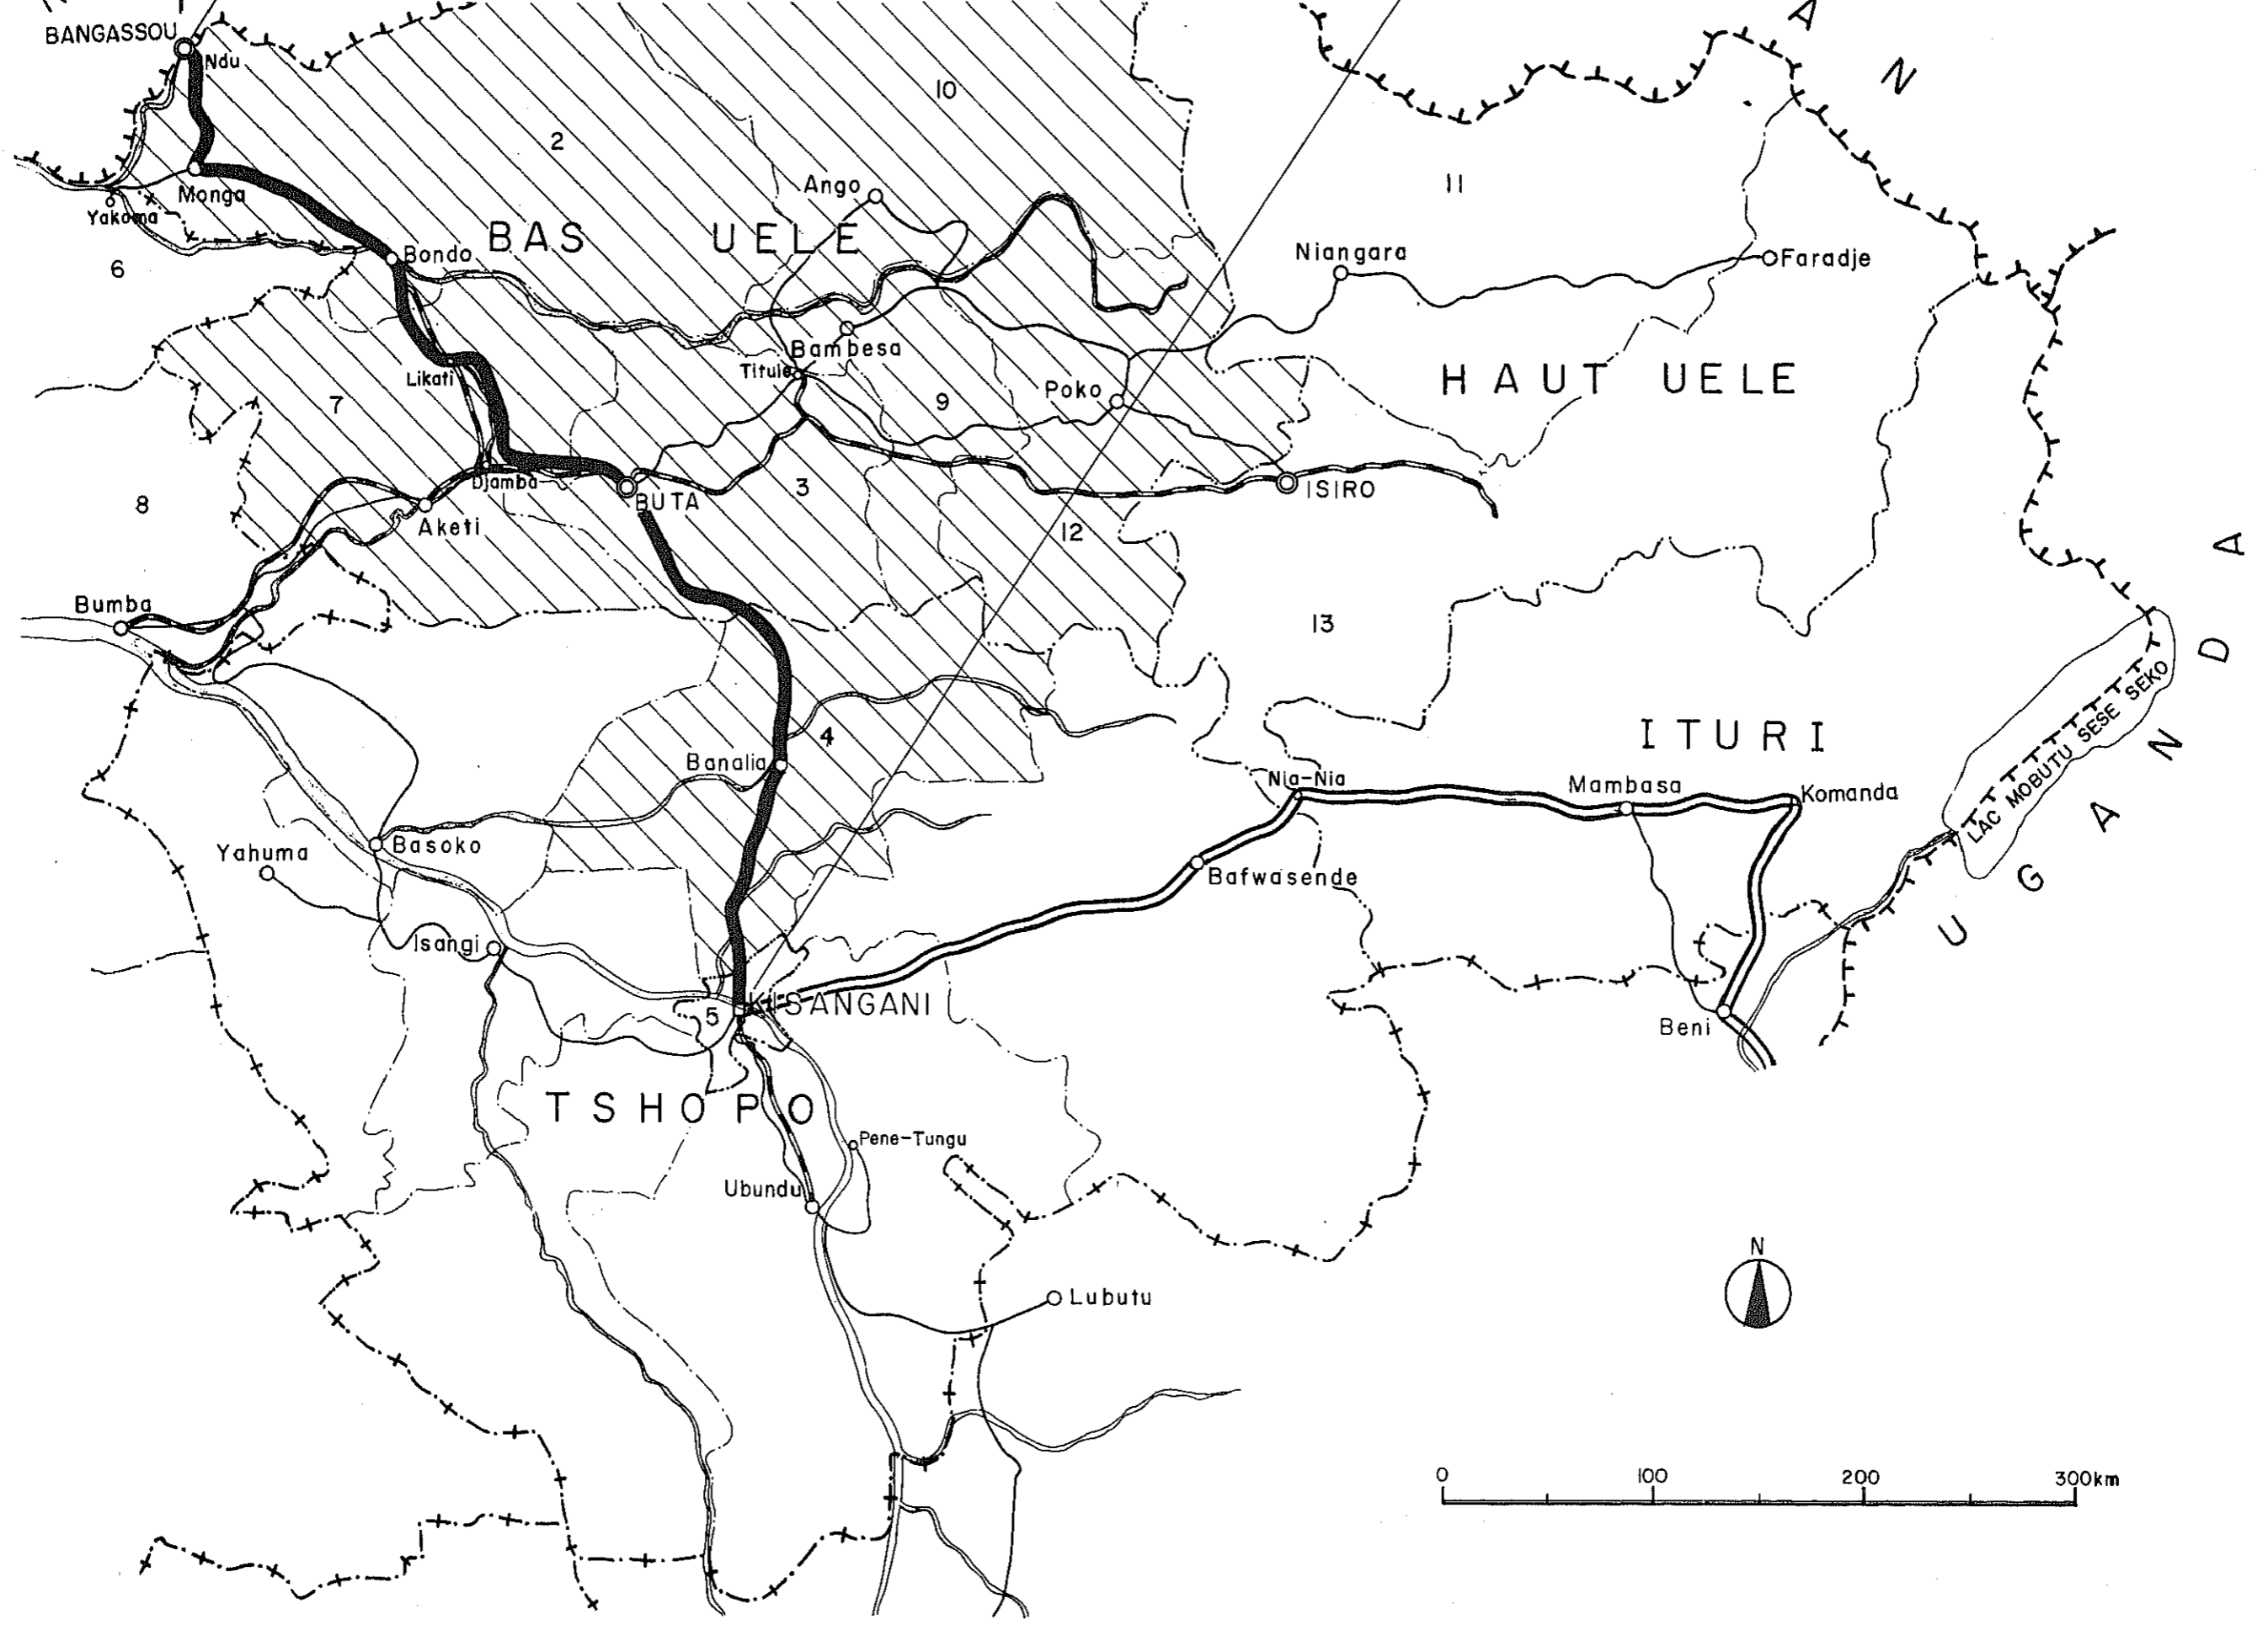 A
BANGASSOU
Ndu
N
10
2
11
Ango
Monga
Yakoma
BAS UELE
Bondo
Niangara
Faradje
6
Bambesa
Titule
Likati
HAUT UELE
Poko
7
9
Djamba
3
ISIRO
BUTA
8
Aketi
12
A
Bumba
13
D
LAC MOBUTU SESE SEKO
ITURI
4
N
Banalia
Nia-Nia
Mambasa
Komanda
A
Basoko
Yahuma
Bafwasende
G
U
Isangi
KISANGANI
5
Beni
TSHOPO
Pene-Tungu
Ubundu
N
Lubutu
0 100 200 300km